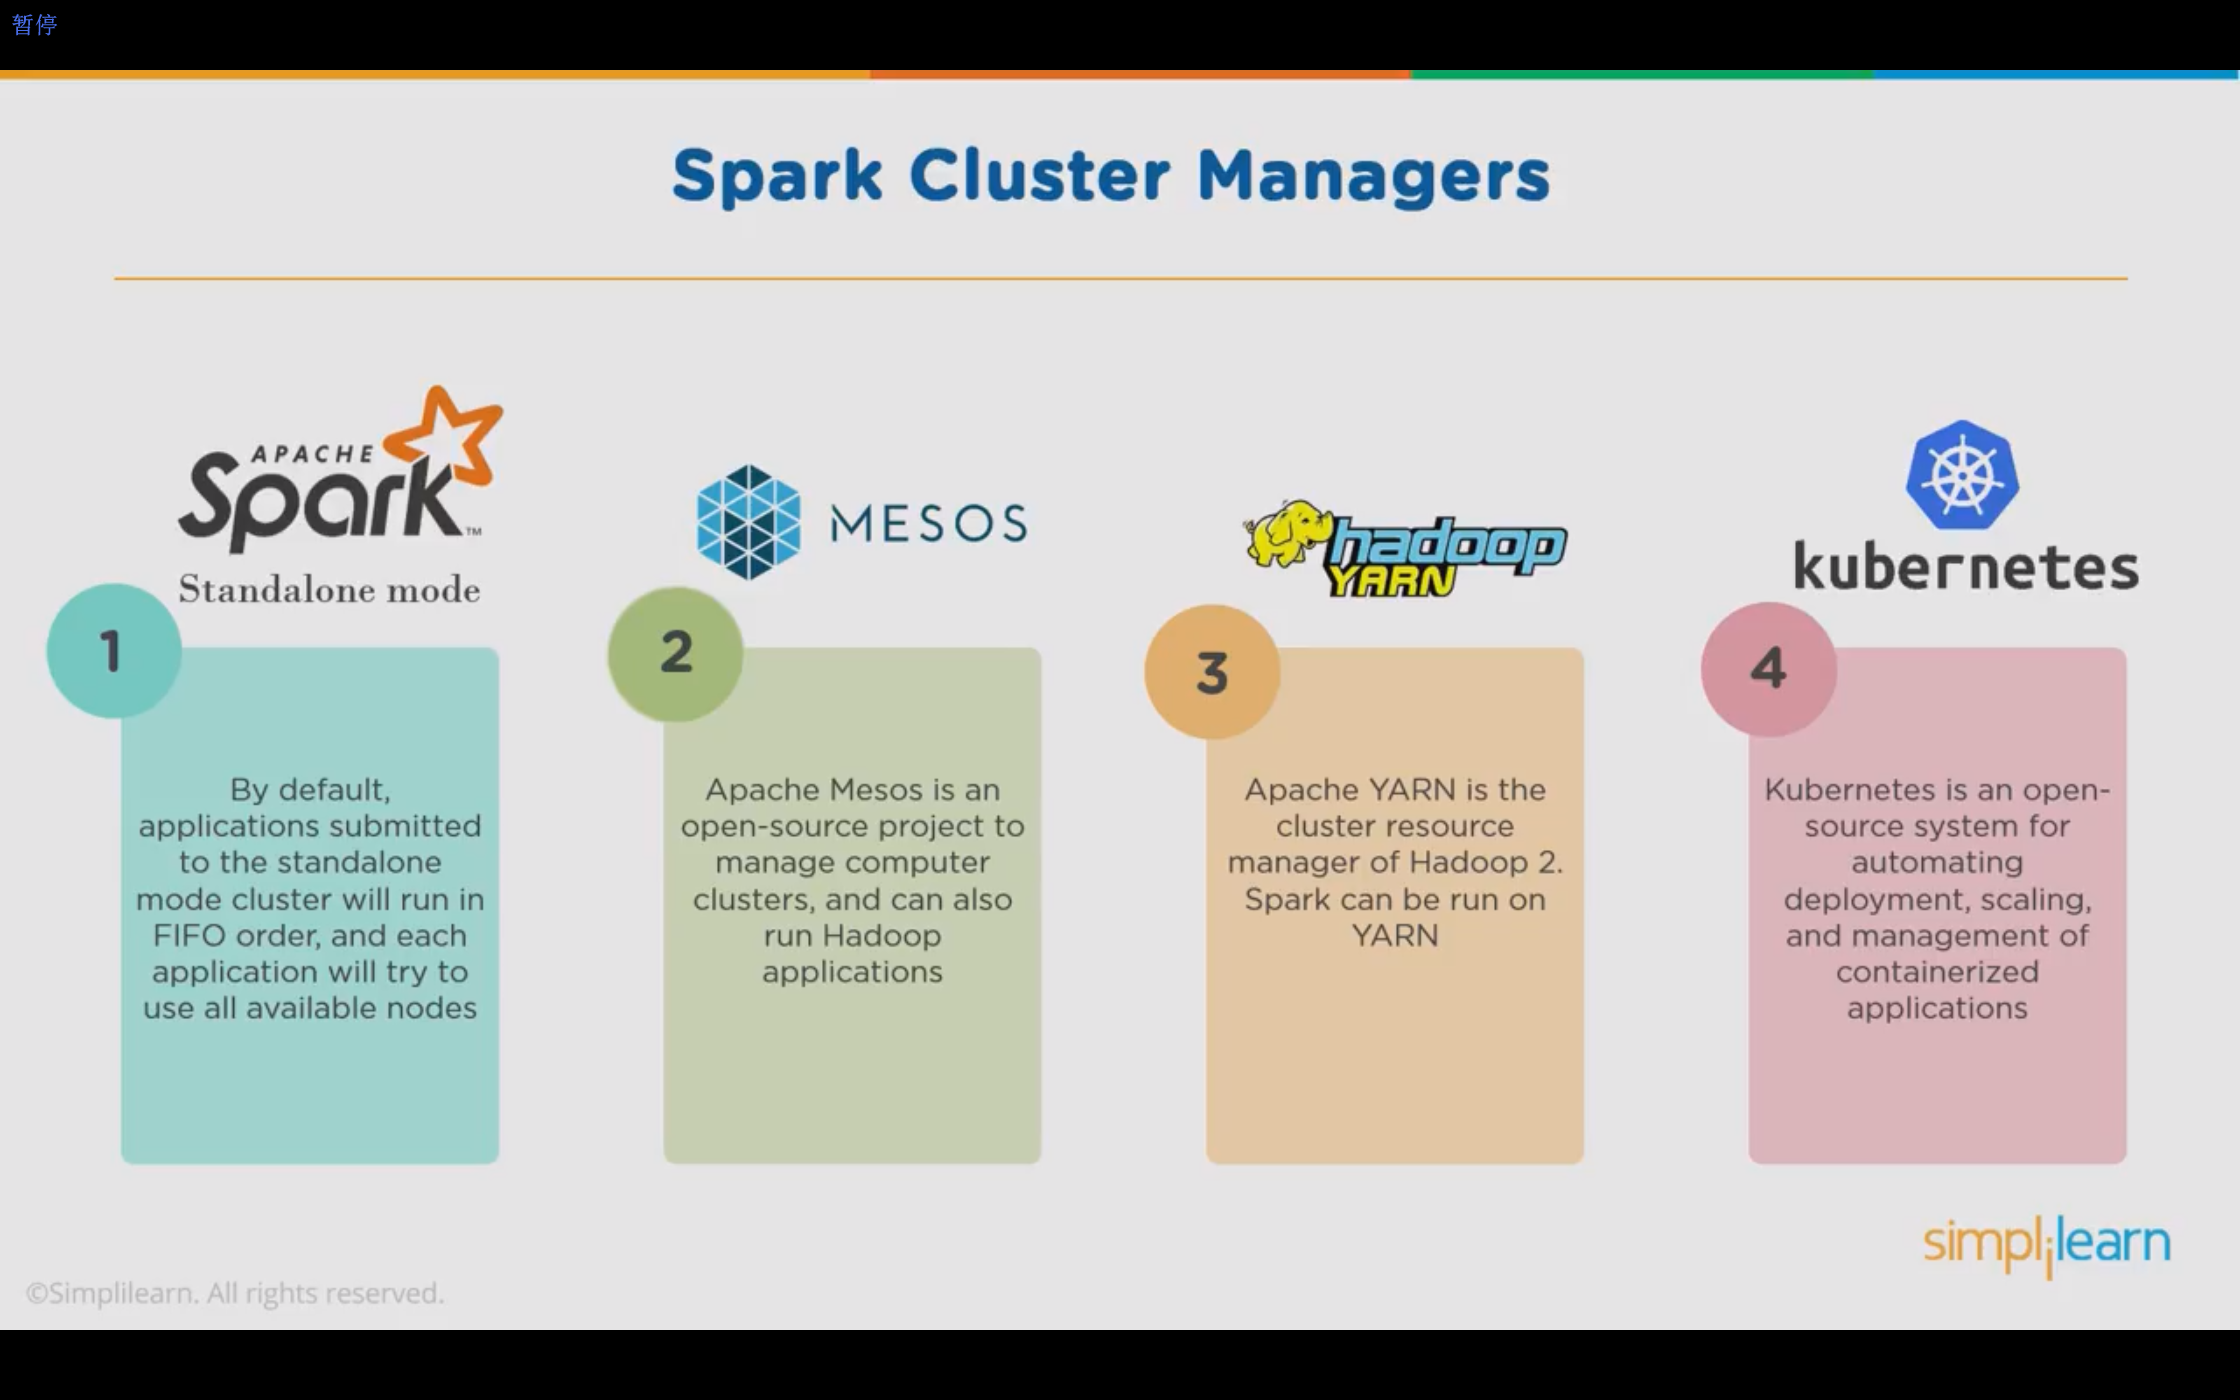 暂停
Spark Cluster Managers
APACHE
Spark™
Standalone mode
MESOS
hadoop
YARN
kubernetes
1
By default,
applications submitted
to the standalone
mode cluster will run in
FIFO order, and each
application will try to
use all available nodes
2
Apache Mesos is an
open-source project to
manage computer
clusters, and can also
run Hadoop
applications
3
Apache YARN is the
cluster resource
manager of Hadoop 2.
Spark can be run on
YARN
4
Kubernetes is an open-
source system for
automating
deployment, scaling,
and management of
containerized
applications
simplilearn
©Simplilearn. All rights reserved.